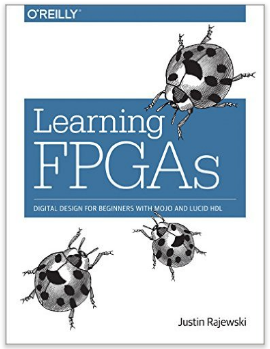 O'REILLY®
Learning
FPGAs
DIGITAL DESIGN FOR BEGINNERS WITH MOJO AND LUCID HDL
Justin Rajewski